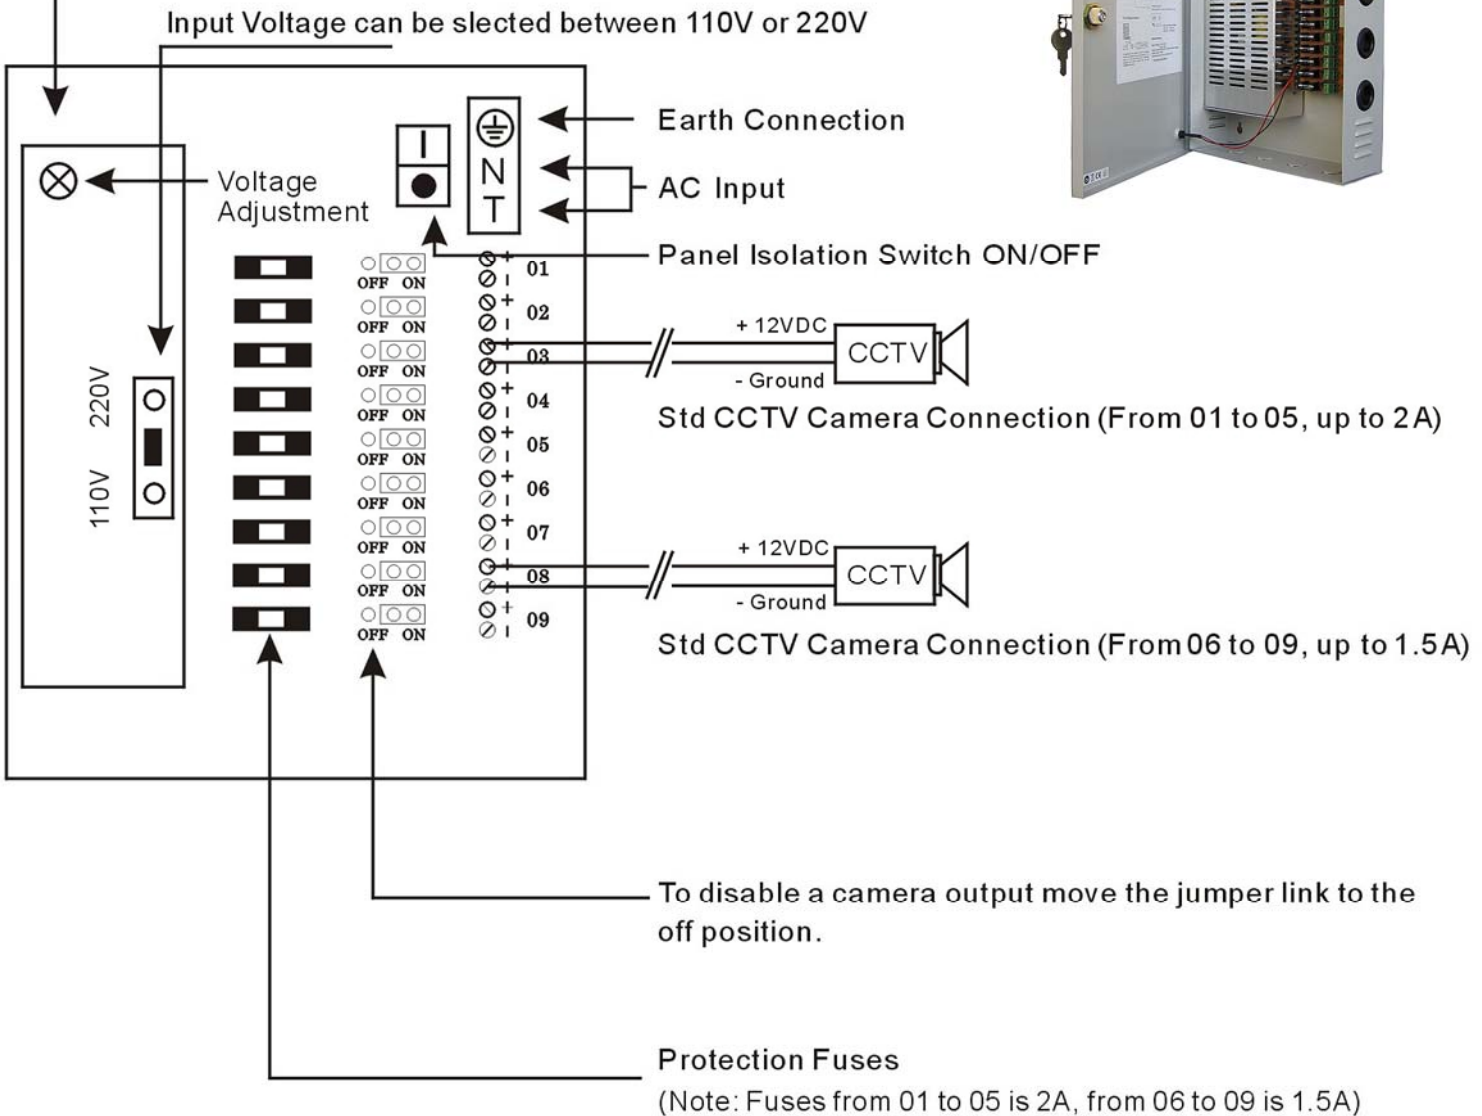 Input Voltage can be slected between 110V or 220V
Earth Connection
N
T
AC Input
Voltage
Adjustment
Panel Isolation Switch ON/OFF
OFF ON + - 01
OFF ON + - 02
OFF ON + - 03
OFF ON + - 04
OFF ON + - 05
OFF ON + - 06
OFF ON + - 07
OFF ON + - 08
OFF ON + - 09
220V
110V
+ 12VDC
CCTV
- Ground
Std CCTV Camera Connection (From 01 to 05, up to 2A)
+ 12VDC
CCTV
- Ground
Std CCTV Camera Connection (From 06 to 09, up to 1.5A)
To disable a camera output move the jumper link to the
off position.
Protection Fuses
(Note: Fuses from 01 to 05 is 2A, from 06 to 09 is 1.5A)